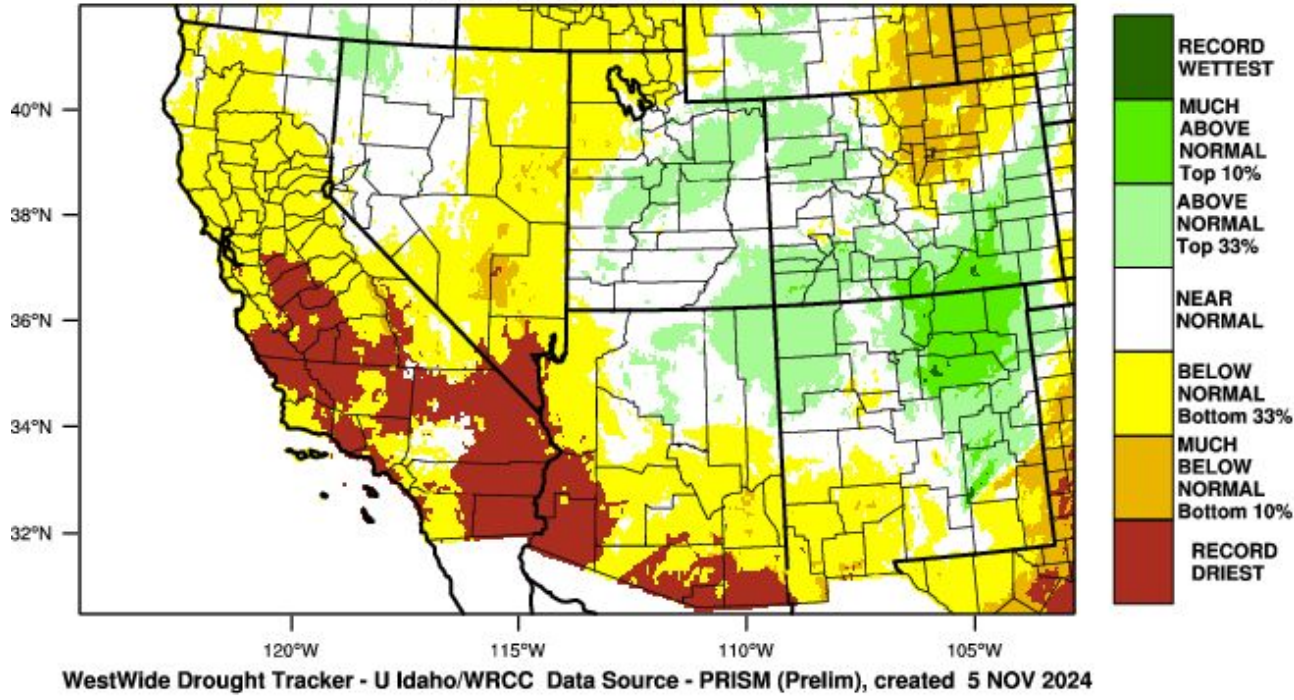 RECORD
WETTEST
MUCH
ABOVE
NORMAL
Top 10%
ABOVE
NORMAL
Top 33%
NEAR
NORMAL
BELOW
NORMAL
Bottom 33%
MUCH
BELOW
NORMAL
Bottom 10%
RECORD
DRIEST
40°N
38°N
36°N
34°N
32°N
120°W
115°W
110°W
105°W
WestWide Drought Tracker - U Idaho/WRCC Data Source - PRISM (Prelim), created 5 NOV 2024